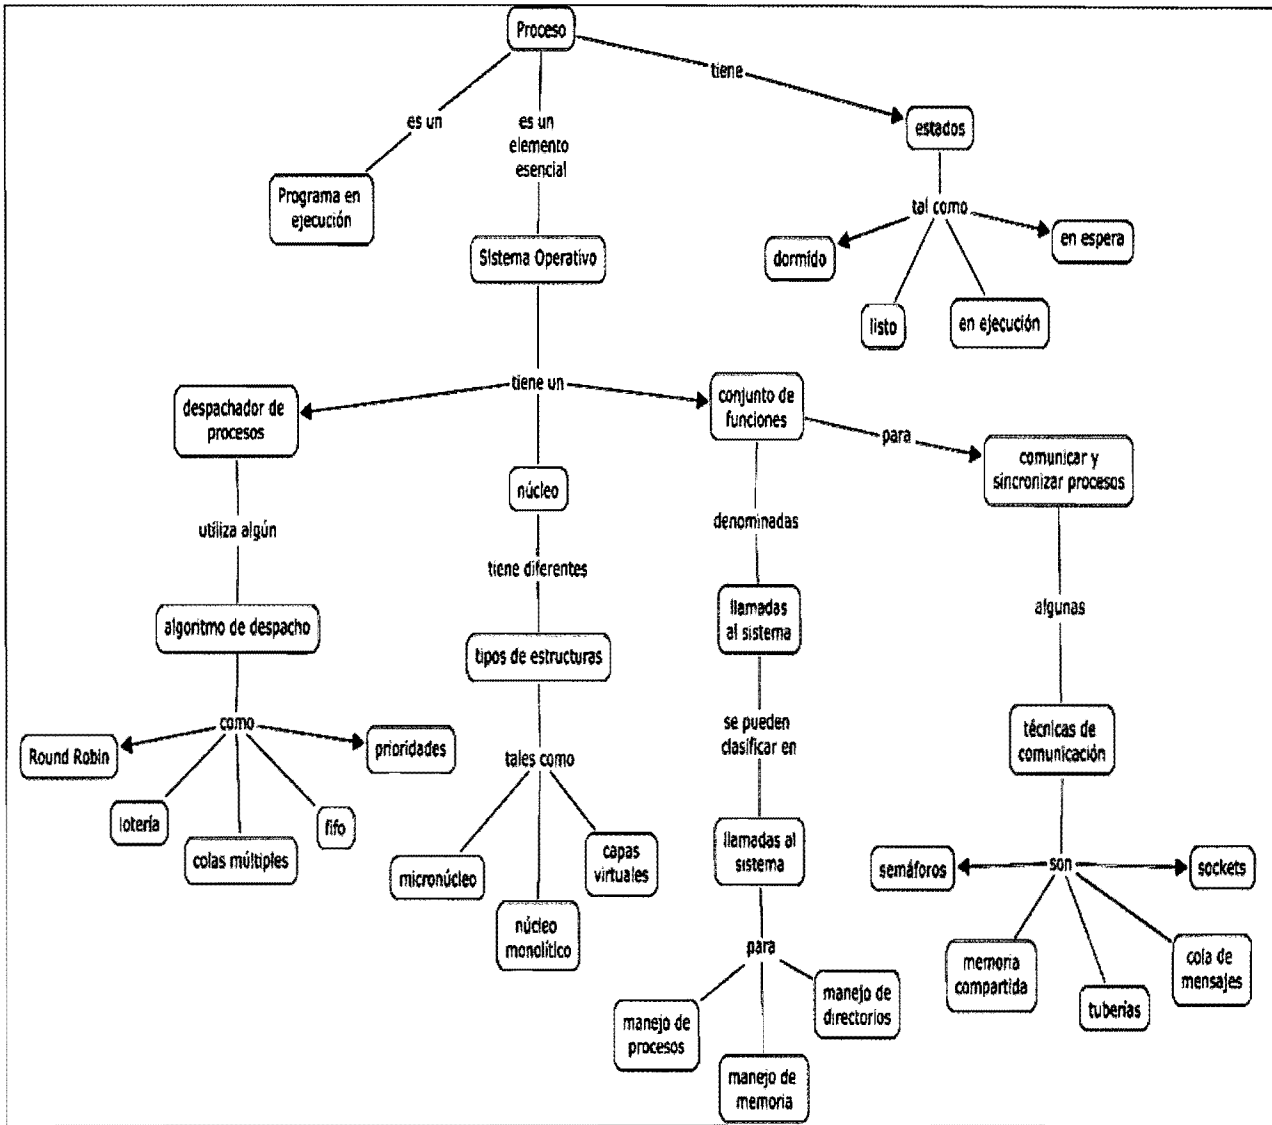 Proceso
tiene
es un
es un
elemento
esencial
estados
Programa en
ejecución
tal como
en espera
dormido
Sistema Operativo
listo
en ejecución
tiene un
despachador de
procesos
conjunto de
funciones
para
comunicar y
sincronizar procesos
núcleo
utiliza algún
denominadas
tiene diferentes
algoritmo de despacho
llamadas
al sistema
algunas
tipos de estructuras
como
Round Robin
prioridades
se pueden
clasificar en
técnicas de
comunicación
tales como
lotería
fifo
colas múltiples
micronúcleo
capas
virtuales
llamadas al
sistema
semáforos
son
sockets
núcleo
monolítico
para
memoria
compartida
cola de
mensajes
tuberías
manejo de
procesos
manejo de
directorios
manejo de
memoria